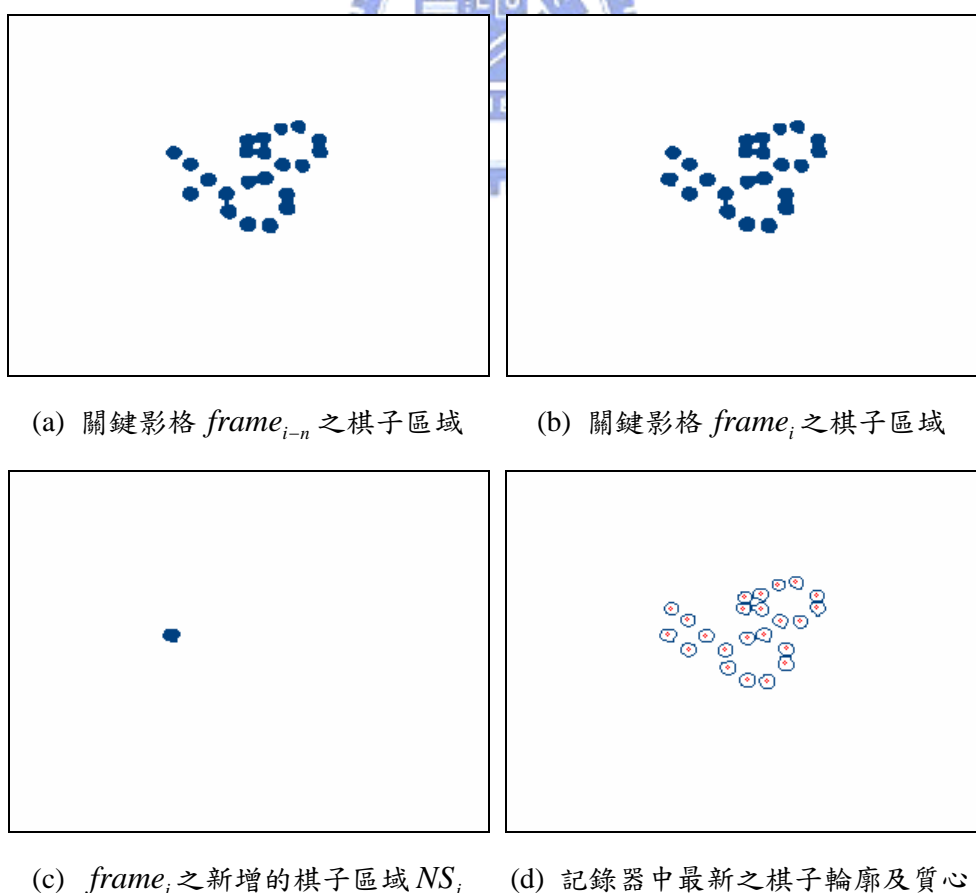 (a) 關鍵影格 frame_{i−n} 之棋子區域
(b) 關鍵影格 frame_i 之棋子區域
(c) frame_i 之新增的棋子區域 NS_i
(d) 記錄器中最新之棋子輪廓及質心